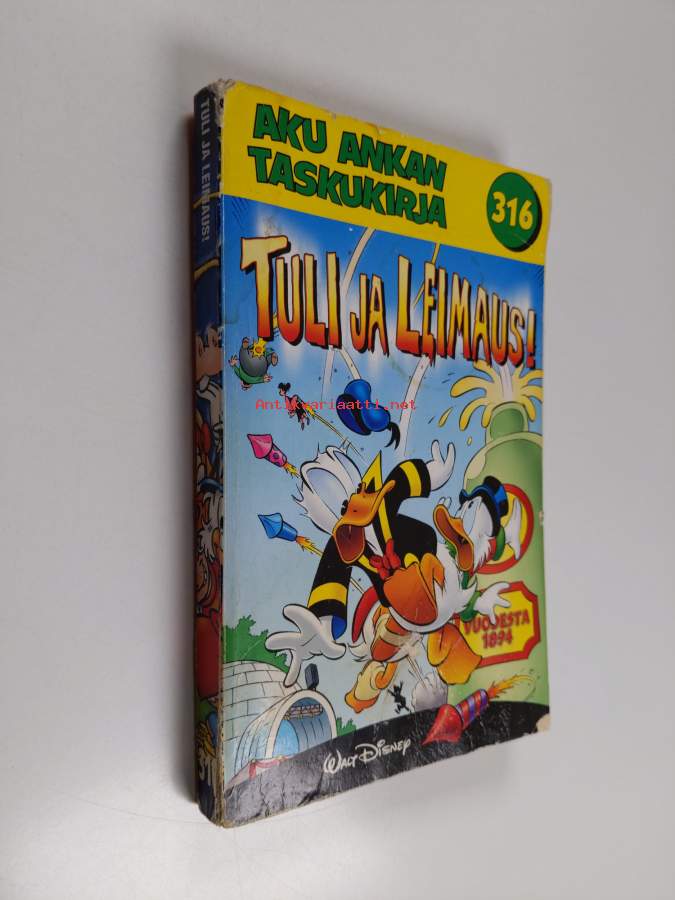 AKU ANKAN
TASKUKIRJA
316
TULI JA LEIMAUS!
VUODESTA
1894
Walt Disney
TULI JA LEIMAUS!
Antikvariaatti.net